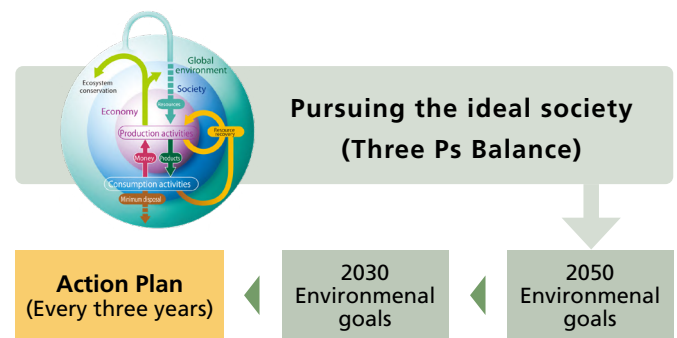 Global
environment
Ecosystem
conservation
Society
Resources
Economy
Production activities
Resource
recovery
Money
Products
Consumption activities
Minimum disposal
Pursuing the ideal society
(Three Ps Balance)
Action Plan
(Every three years)
2030
Environmenal
goals
2050
Environmenal
goals